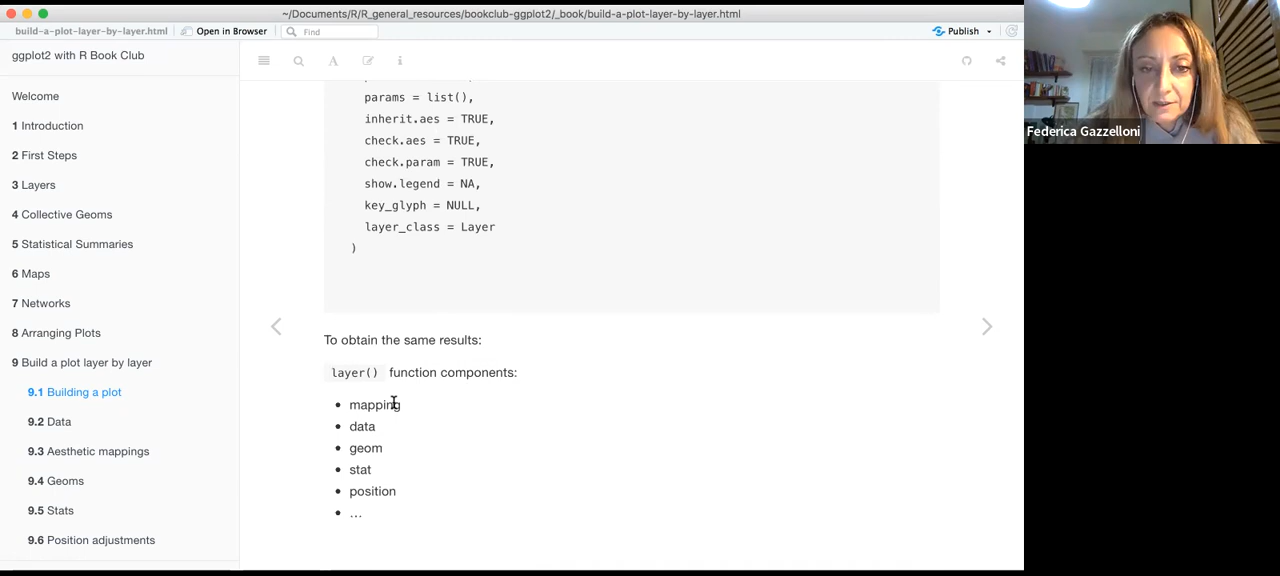 ~/Documents/R/R_general_resources/bookclub-ggplot2/_book/build-a-plot-layer-by-layer.html
build-a-plot-layer-by-layer.html
Open in Browser
Find
Publish
ggplot2 with R Book Club
Welcome
1 Introduction
2 First Steps
3 Layers
4 Collective Geoms
5 Statistical Summaries
6 Maps
7 Networks
8 Arranging Plots
9 Build a plot layer by layer
9.1 Building a plot
9.2 Data
9.3 Aesthetic mappings
9.4 Geoms
9.5 Stats
9.6 Position adjustments
A
params = list(),
inherit.aes = TRUE,
check.aes = TRUE,
check.param = TRUE,
show.legend = NA,
key_glyph = NULL,
layer_class = Layer
)
To obtain the same results:
layer() function components:
• mapping
• data
• geom
• stat
• position
• …
Federica Gazzelloni